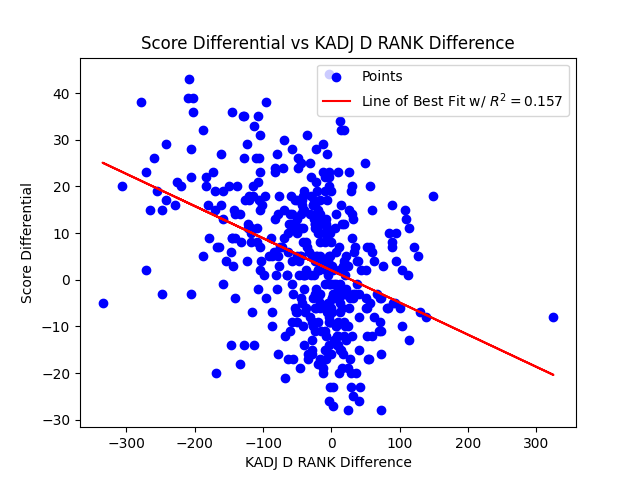 Score Differential vs KADJ D RANK Difference
Points
Line of Best Fit w/ R² = 0.157
Score Differential
40
30
20
10
0
−10
−20
−30
−300 −200 −100 0 100 200 300
KADJ D RANK Difference